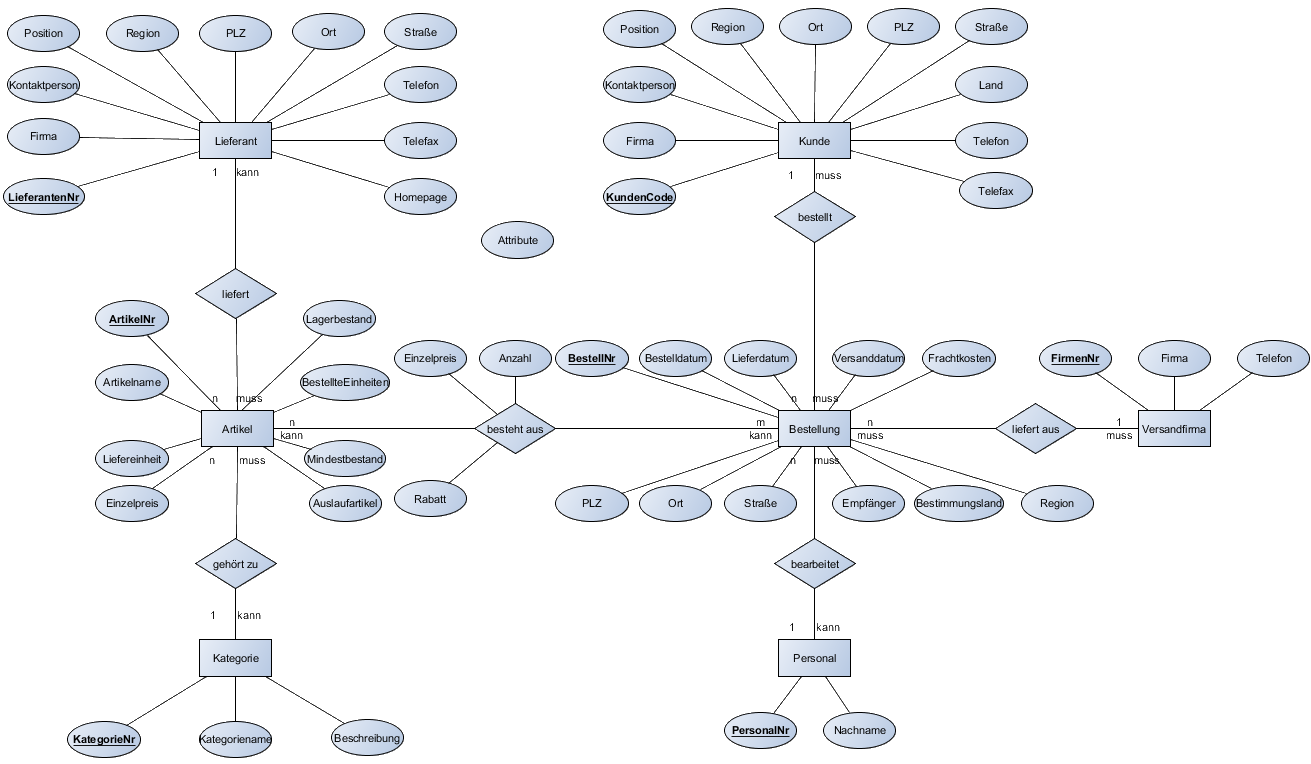 Position
Region
PLZ
Ort
Straße
Kontaktperson
Telefon
Firma
Lieferant
Telefax
LieferantenNr
1 kann
Homepage
Position
Region
Ort
PLZ
Straße
Kontaktperson
Land
Firma
Kunde
Telefon
KundenCode
1 muss
Telefax
bestellt
Attribute
liefert
ArtikelNr
Lagerbestand
Artikelname
BestellteEinheiten
n muss
Artikel
n
kann
Liefereinheit
n muss
Mindestbestand
Einzelpreis
Auslaufartikel
Einzelpreis
Anzahl
besteht aus
Rabatt
BestellNr
Bestelldatum
Lieferdatum
Versanddatum
Frachtkosten
n muss
m
kann
Bestellung
n
muss
n muss
PLZ
Ort
Straße
Empfänger
Bestimmungsland
Region
liefert aus
FirmenNr
Firma
Telefon
1
muss
Versandfirma
gehört zu
1 kann
Kategorie
KategorieNr
Kategoriename
Beschreibung
bearbeitet
1 kann
Personal
PersonalNr
Nachname